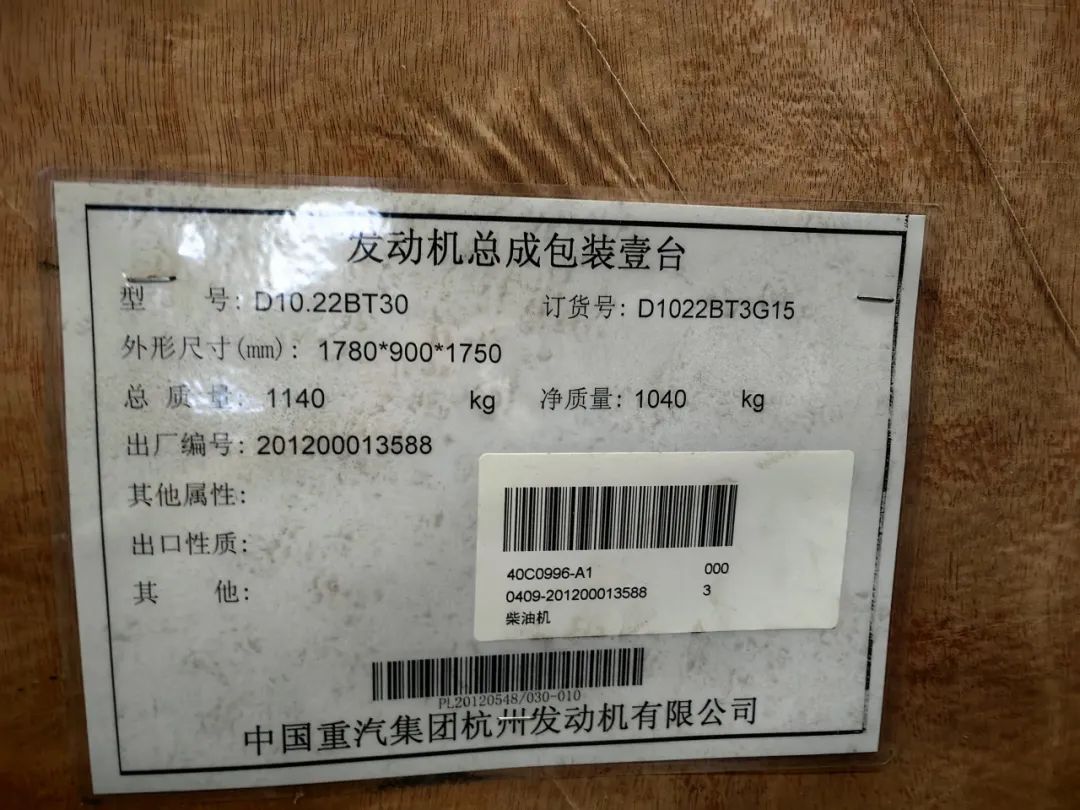 发动机总成包装壹台
型 号: D10.22BT30 订货号: D1022BT3G15
外形尺寸(mm): 1780*900*1750
总 质 量: 1140 kg 净质量: 1040 kg
出厂编号: 201200013588
其他属性:
出口性质:
其 他:
40C0996-A1 000
0409-201200013588 3
柴油机
PL20120548/030-010
中国重汽集团杭州发动机有限公司